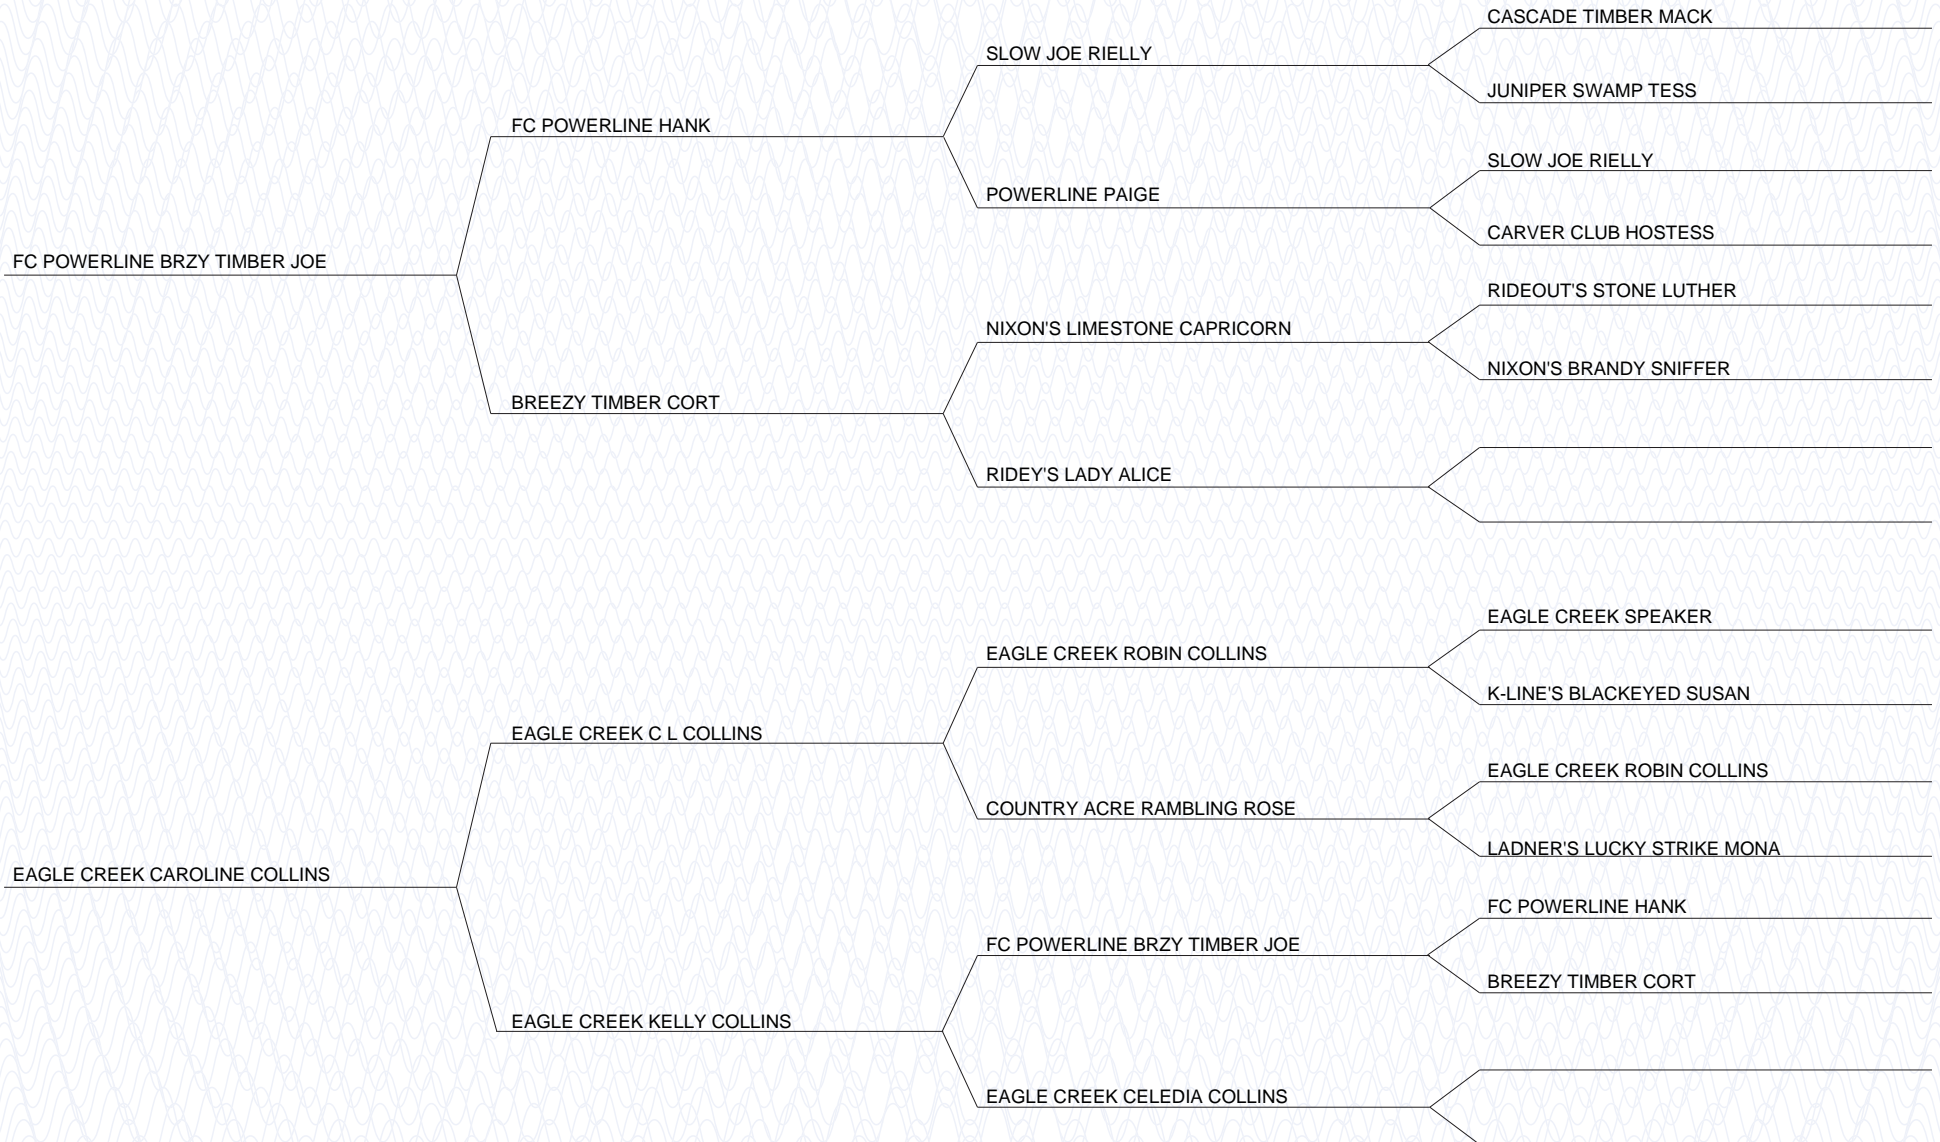 CASCADE TIMBER MACK
SLOW JOE RIELLY
JUNIPER SWAMP TESS
FC POWERLINE HANK
SLOW JOE RIELLY
POWERLINE PAIGE
CARVER CLUB HOSTESS
FC POWERLINE BRZY TIMBER JOE
RIDEOUT'S STONE LUTHER
NIXON'S LIMESTONE CAPRICORN
NIXON'S BRANDY SNIFFER
BREEZY TIMBER CORT
RIDEY'S LADY ALICE
EAGLE CREEK SPEAKER
EAGLE CREEK ROBIN COLLINS
K-LINE'S BLACKEYED SUSAN
EAGLE CREEK C L COLLINS
EAGLE CREEK ROBIN COLLINS
COUNTRY ACRE RAMBLING ROSE
LADNER'S LUCKY STRIKE MONA
EAGLE CREEK CAROLINE COLLINS
FC POWERLINE HANK
FC POWERLINE BRZY TIMBER JOE
BREEZY TIMBER CORT
EAGLE CREEK KELLY COLLINS
EAGLE CREEK CELEDIA COLLINS